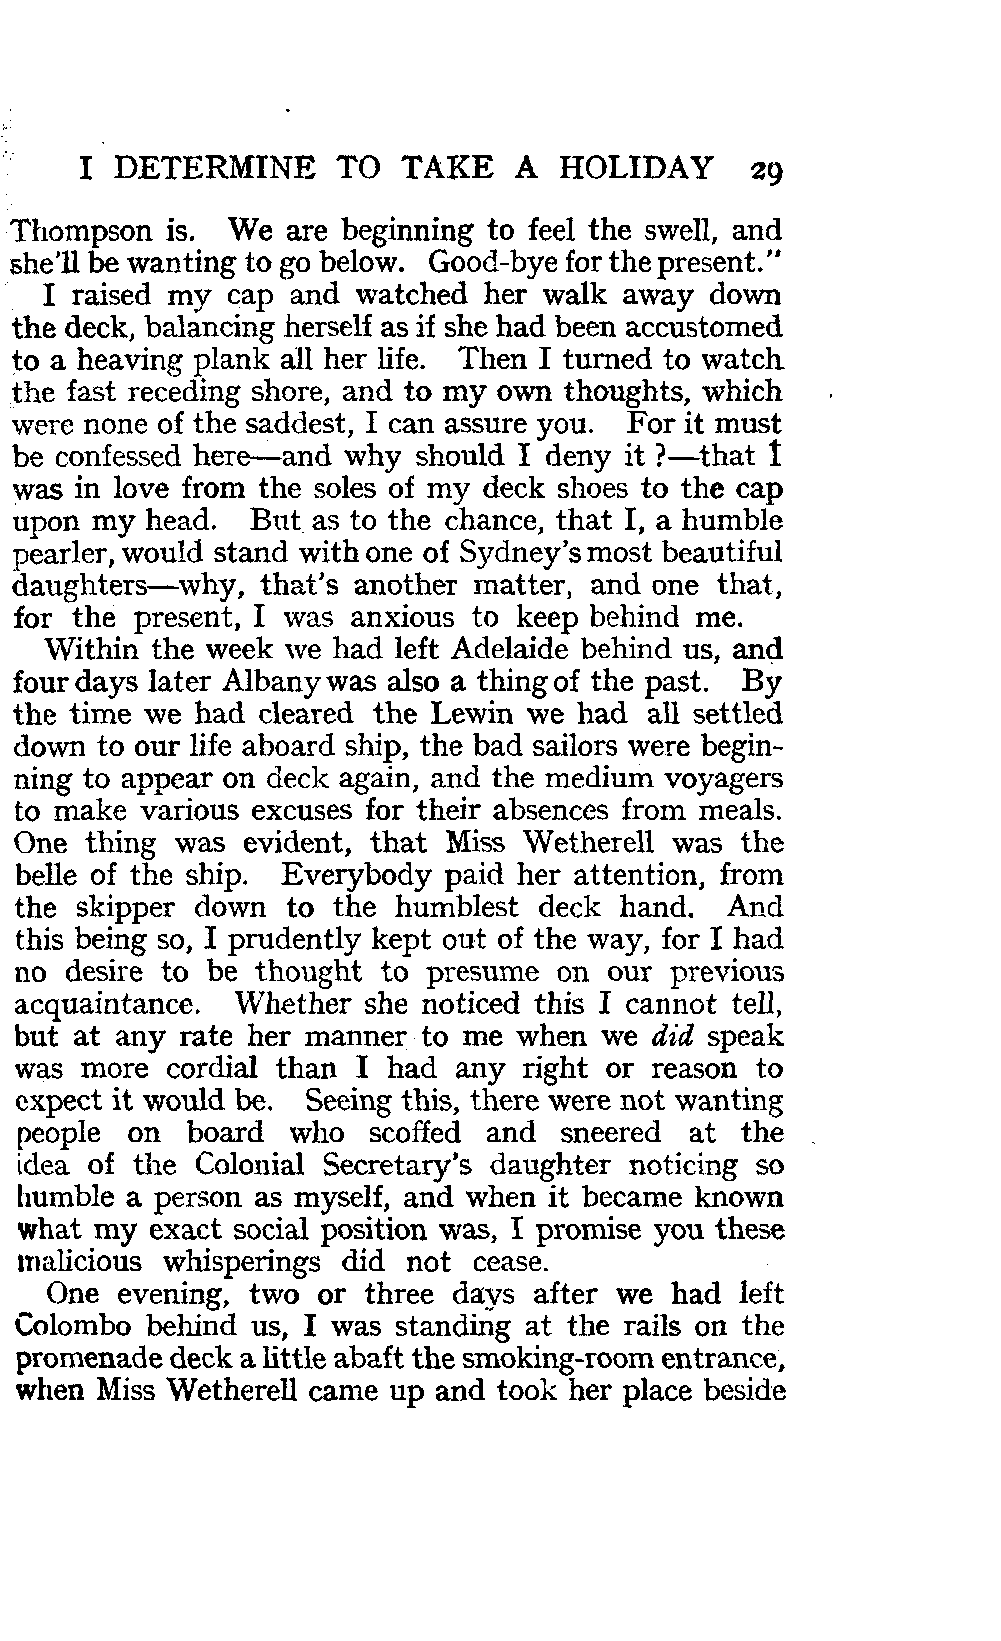 I DETERMINE TO TAKE A HOLIDAY 29
Thompson is. We are beginning to feel the swell, and
she'll be wanting to go below. Good-bye for the present."
I raised my cap and watched her walk away down
the deck, balancing herself as if she had been accustomed
to a heaving plank all her life. Then I turned to watch
the fast receding shore, and to my own thoughts, which
were none of the saddest, I can assure you. For it must
be confessed here—and why should I deny it ?—that I
was in love from the soles of my deck shoes to the cap
upon my head. But as to the chance, that I, a humble
pearler, would stand with one of Sydney's most beautiful
daughters—why, that's another matter, and one that,
for the present, I was anxious to keep behind me.
Within the week we had left Adelaide behind us, and
four days later Albany was also a thing of the past. By
the time we had cleared the Lewin we had all settled
down to our life aboard ship, the bad sailors were begin-
ning to appear on deck again, and the medium voyagers
to make various excuses for their absences from meals.
One thing was evident, that Miss Wetherell was the
belle of the ship. Everybody paid her attention, from
the skipper down to the humblest deck hand. And
this being so, I prudently kept out of the way, for I had
no desire to be thought to presume on our previous
acquaintance. Whether she noticed this I cannot tell,
but at any rate her manner to me when we did speak
was more cordial than I had any right or reason to
expect it would be. Seeing this, there were not wanting
people on board who scoffed and sneered at the
idea of the Colonial Secretary's daughter noticing so
humble a person as myself, and when it became known
what my exact social position was, I promise you these
malicious whisperings did not cease.
One evening, two or three days after we had left
Colombo behind us, I was standing at the rails on the
promenade deck a little abaft the smoking-room entrance,
when Miss Wetherell came up and took her place beside